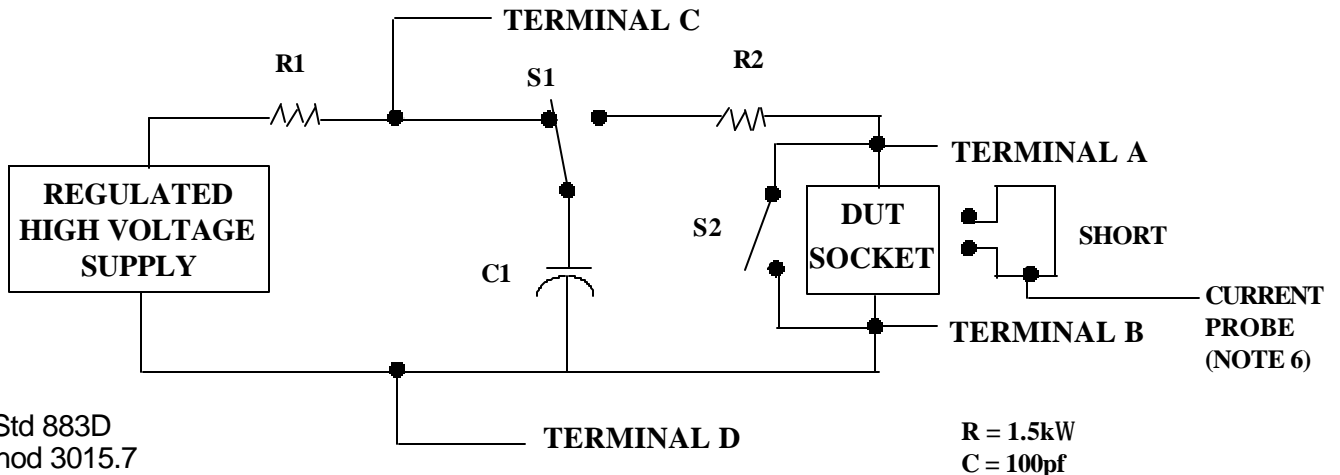 TERMINAL C
R1
S1
R2
TERMINAL A
REGULATED
HIGH VOLTAGE
SUPPLY
S2
DUT
SOCKET
SHORT
C1
CURRENT
PROBE
(NOTE 6)
TERMINAL B
Std 883D
TERMINAL D
R = 1.5kW
3015.7
C = 100pf